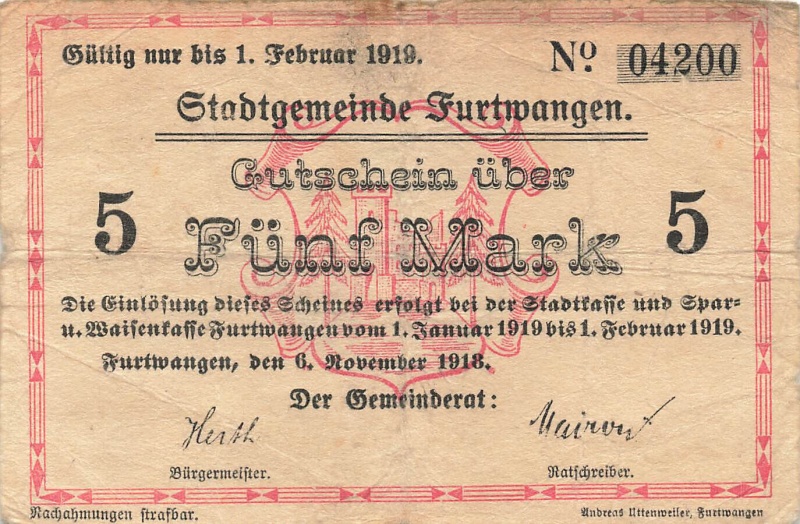 Gültig nur bis 1. Februar 1919.
No. 04200
Stadtgemeinde Furtwangen.
Gutschein über
5 Fünf Mark 5
Die Einlösung dieses Scheines erfolgt bei der Stadtkasse und Spar-
u. Waisenkasse Furtwangen vom 1. Januar 1919 bis 1. Februar 1919.
Furtwangen, den 6. November 1918.
Der Gemeinderat:
Herth
Bürgermeister.
Ratschreiber.
Nachahmungen strafbar.
Andreas Uttenweiler, Furtwangen